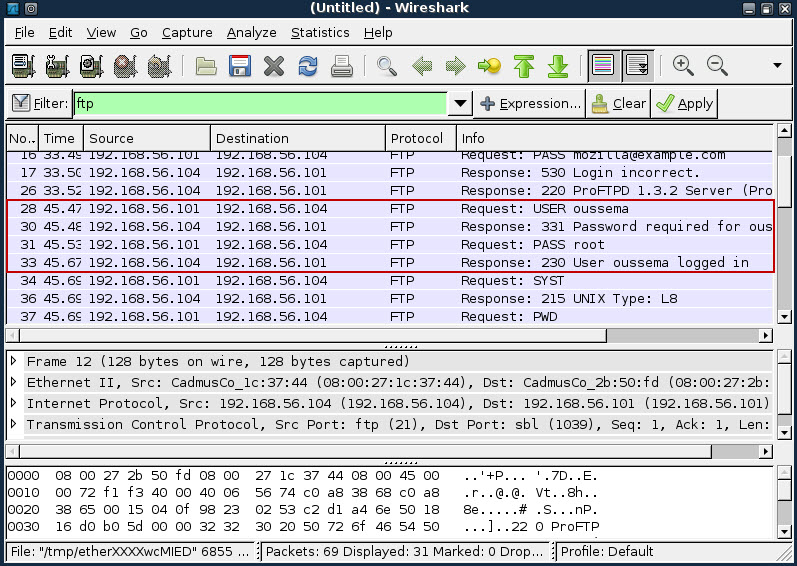 (Untitled) - Wireshark
File Edit View Go Capture Analyze Statistics Help
Filter: ftp Expression... Clear Apply
No.. Time Source Destination Protocol Info
16 33.49 192.168.56.101 192.168.56.104 FTP Request: PASS mozilla@example.com
17 33.50 192.168.56.104 192.168.56.101 FTP Response: 530 Login incorrect.
26 33.52 192.168.56.104 192.168.56.101 FTP Response: 220 ProFTPD 1.3.2 Server (Pro
28 45.47 192.168.56.101 192.168.56.104 FTP Request: USER oussema
30 45.48 192.168.56.104 192.168.56.101 FTP Response: 331 Password required for ous
31 45.53 192.168.56.101 192.168.56.104 FTP Request: PASS root
33 45.67 192.168.56.104 192.168.56.101 FTP Response: 230 User oussema logged in
34 45.69 192.168.56.101 192.168.56.104 FTP Request: SYST
36 45.69 192.168.56.104 192.168.56.101 FTP Response: 215 UNIX Type: L8
37 45.69 192.168.56.101 192.168.56.104 FTP Request: PWD
Frame 12 (128 bytes on wire, 128 bytes captured)
Ethernet II, Src: CadmusCo_1c:37:44 (08:00:27:1c:37:44), Dst: CadmusCo_2b:50:fd (08:00:27:2b:
Internet Protocol, Src: 192.168.56.104 (192.168.56.104), Dst: 192.168.56.101 (192.168.56.101)
Transmission Control Protocol, Src Port: ftp (21), Dst Port: sbl (1039), Seq: 1, Ack: 1, Len:
0000 08 00 27 2b 50 fd 08 00 27 1c 37 44 08 00 45 00 ..'+P... '.7D..E.
0010 00 72 f1 f3 40 00 40 06 56 74 c0 a8 38 68 c0 a8 .r..@.@. Vt..8h..
0020 38 65 00 15 04 0f 98 23 02 53 c2 d1 a4 6e 50 18 8e.....# .S...nP.
0030 16 d0 b0 5d 00 00 32 32 30 20 50 72 6f 46 54 50 ...]..22 0 ProFTP
File: "/tmp/etherXXXXwcMIED" 6855 ... Packets: 69 Displayed: 31 Marked: 0 Drop... Profile: Default